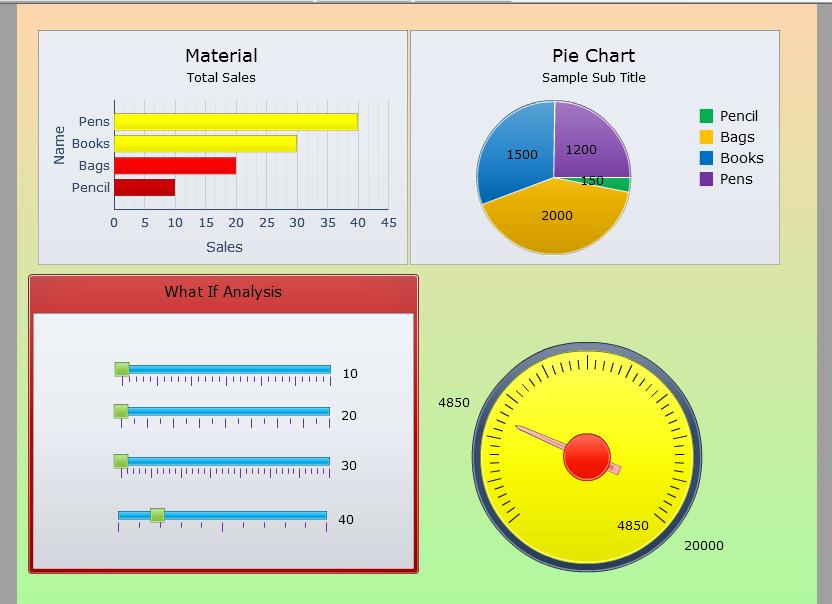 Material
Total Sales
Name
Pens
Books
Bags
Pencil
0 5 10 15 20 25 30 35 40 45
Sales
Pie Chart
Sample Sub Title
1500
1200
150
2000
Pencil
Bags
Books
Pens
What If Analysis
10
20
30
40
4850
4850
20000